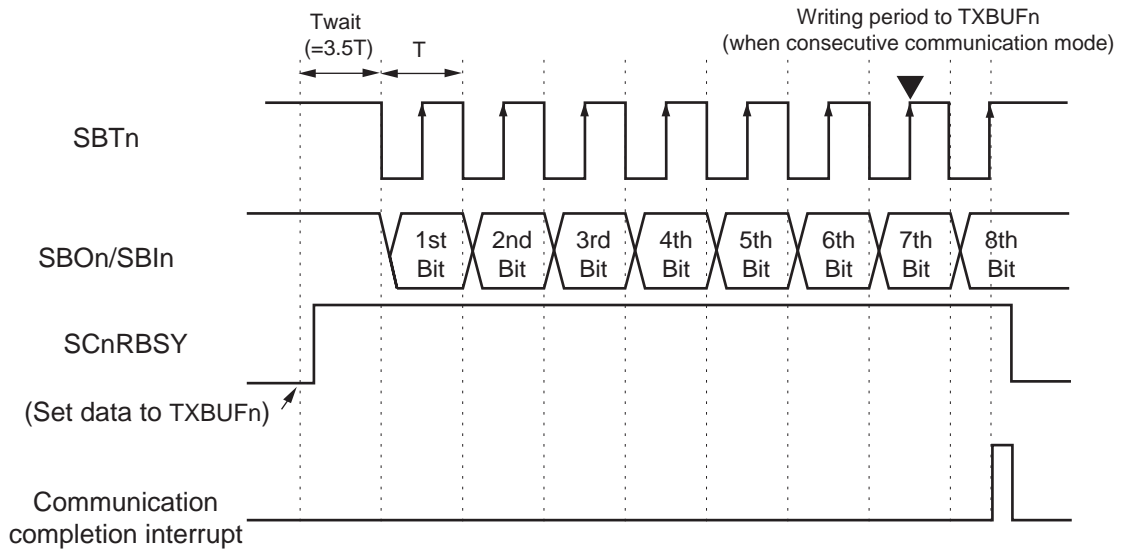 Twait
(=3.5T)
T
Writing period to TXBUFn
(when consecutive communication mode)
SBTn
SBOn/SBIn
1st
Bit
2nd
Bit
3rd
Bit
4th
Bit
5th
Bit
6th
Bit
7th
Bit
8th
Bit
SCnRBSY
(Set data to TXBUFn)
Communication
completion interrupt